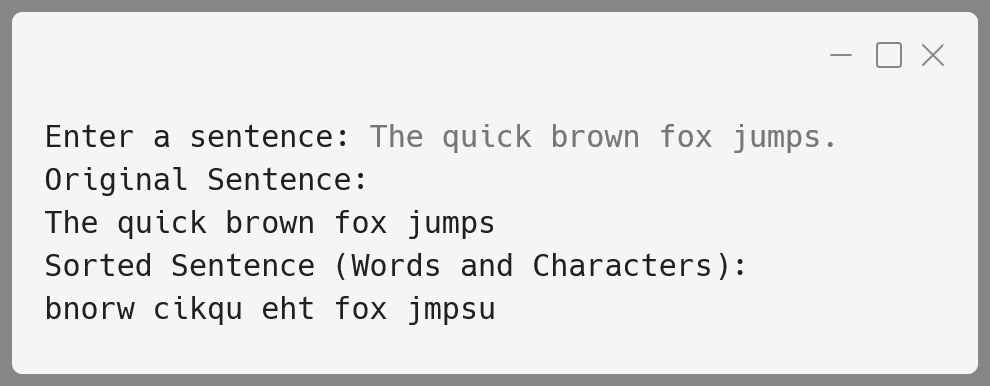 Enter a sentence: The quick brown fox jumps.
Original Sentence:
The quick brown fox jumps
Sorted Sentence (Words and Characters):
bnorw cikqu eht fox jmpsu